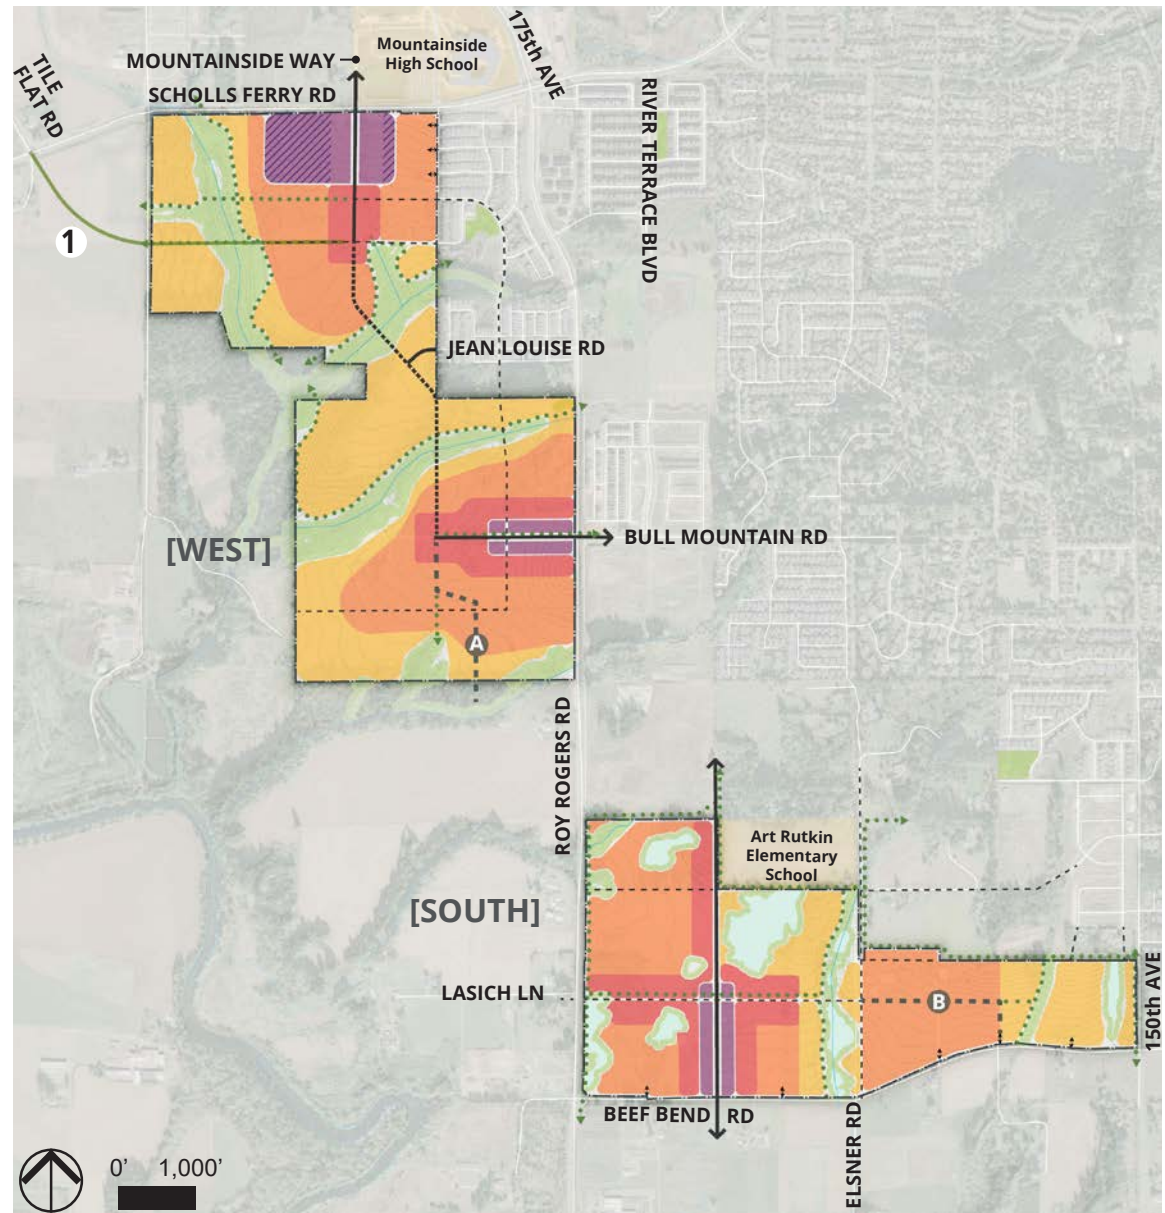 Mountainside
High School
175th AVE
MOUNTAINSIDE WAY
TILE
FLAT RD
SCHOLLS FERRY RD
RIVER TERRACE BLVD
1
JEAN LOUISE RD
BULL MOUNTAIN RD
[WEST]
A
ROY ROGERS RD
Art Rutkin
Elementary
School
[SOUTH]
LASICH LN
B
150th AVE
BEEF BEND RD
ELSNER RD
0' 1,000'